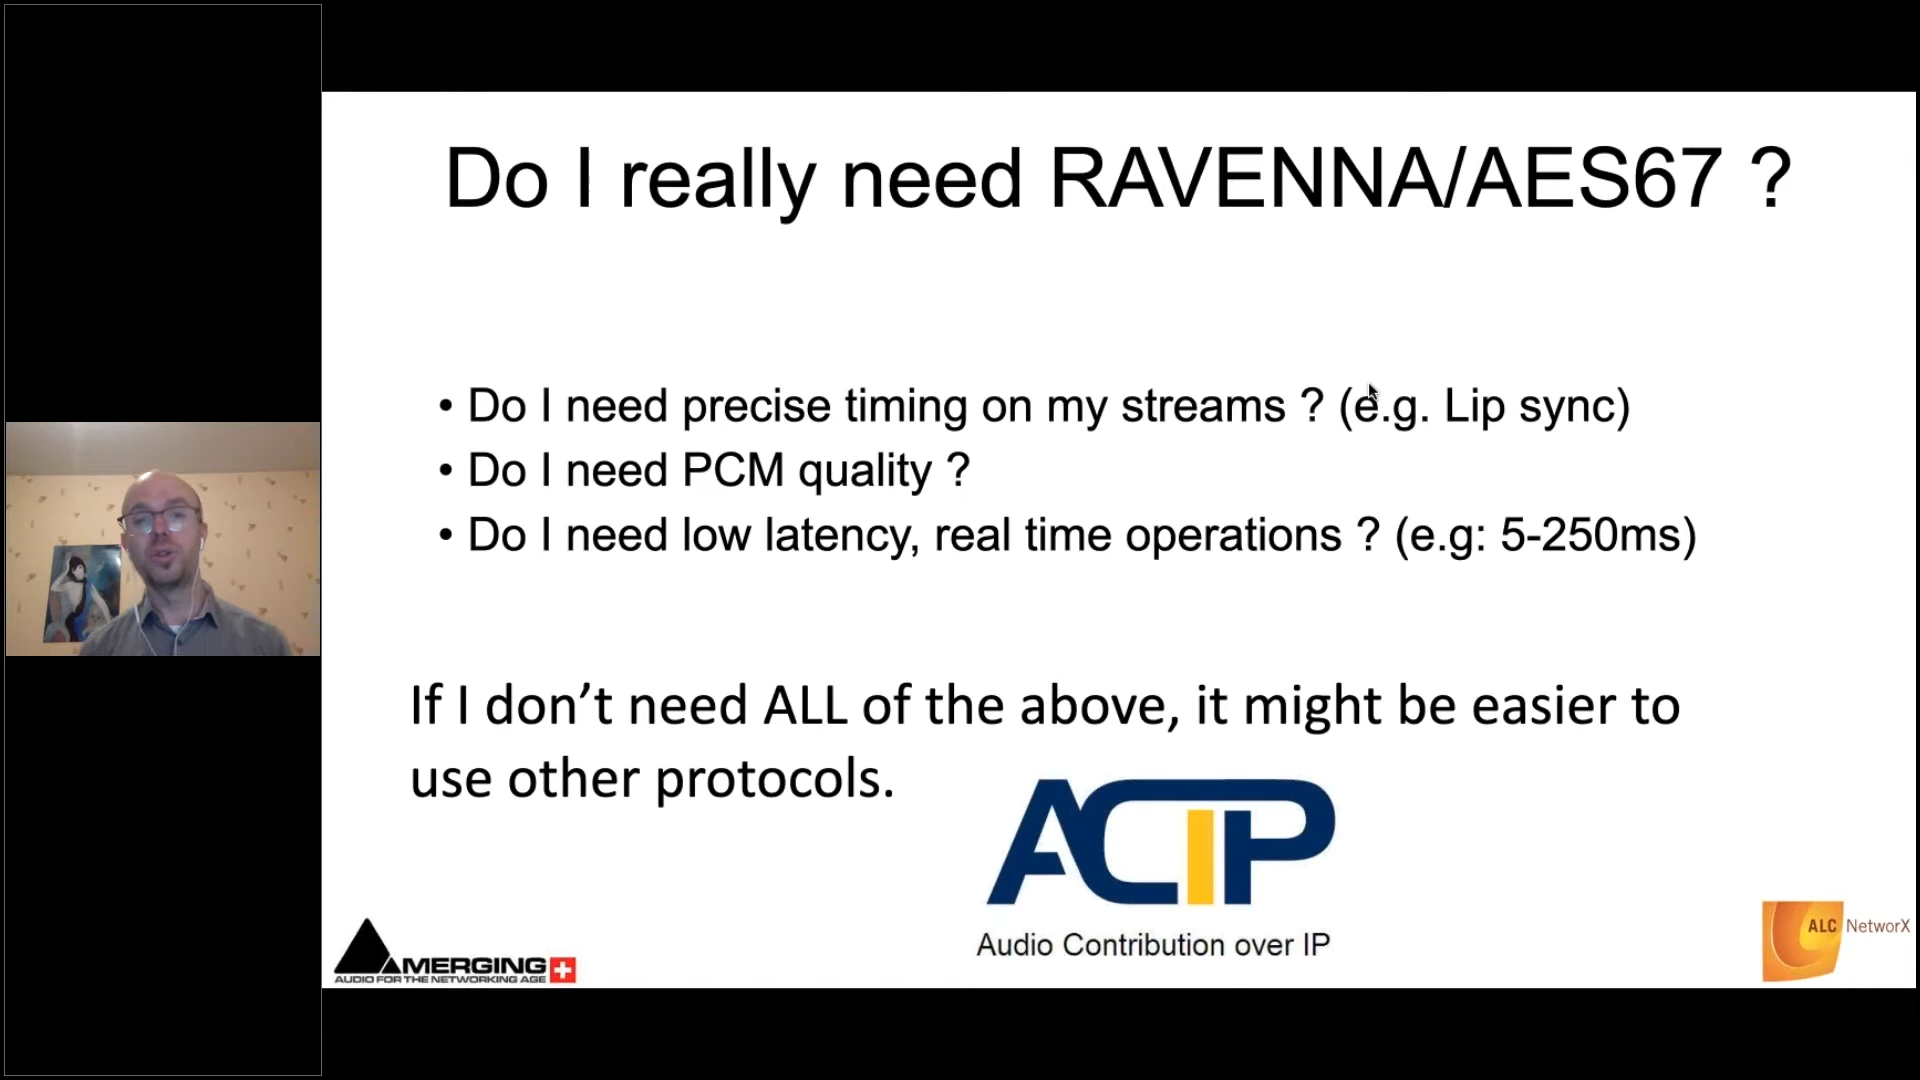 Do I really need RAVENNA/AES67 ?
• Do I need precise timing on my streams ? (e.g. Lip sync)
• Do I need PCM quality ?
• Do I need low latency, real time operations ? (e.g: 5-250ms)
If I don’t need ALL of the above, it might be easier to
use other protocols.
ACIP
Audio Contribution over IP
MERGING
AUDIO FOR THE NETWORKING AGE
ALC NetworX